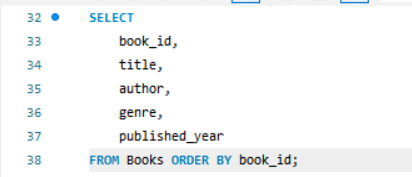 32 SELECT
33 book_id,
34 title,
35 author,
36 genre,
37 published_year
38 FROM Books ORDER BY book_id;